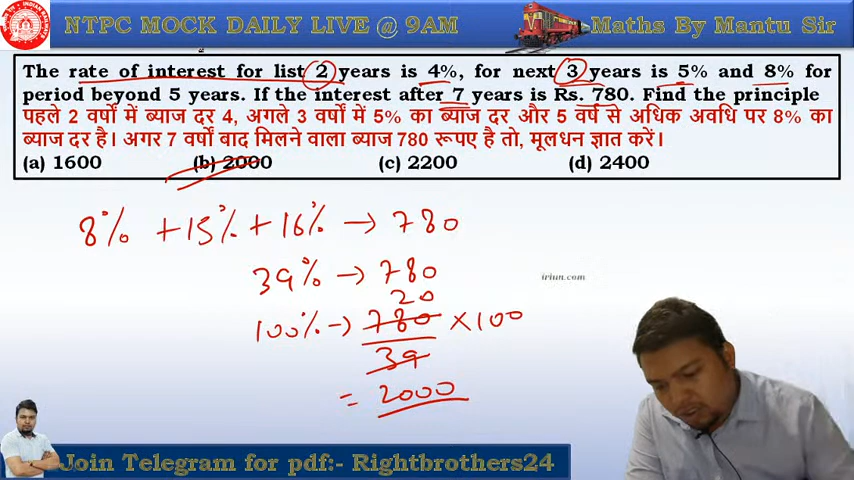 NTPC MOCK DAILY LIVE @ 9AM
Maths By Mantu Sir
The rate of interest for list 2 years is 4%, for next 3 years is 5% and 8% for
period beyond 5 years. If the interest after 7 years is Rs. 780. Find the principle
पहले 2 वर्षों में ब्याज दर 4, अगले 3 वर्षों में 5% का ब्याज दर और 5 वर्ष से अधिक अवधि पर 8% का
ब्याज दर है। अगर 7 वर्षों बाद मिलने वाला ब्याज 780 रूपए है तो, मूलधन ज्ञात करें।
(a) 1600 (b) 2000 (c) 2200 (d) 2400
8% +15% + 16% → 780
39% → 780
20
100% → 780 × 100
39
= 2000
iriun.com
Join Telegram for pdf:- Rightbrothers24